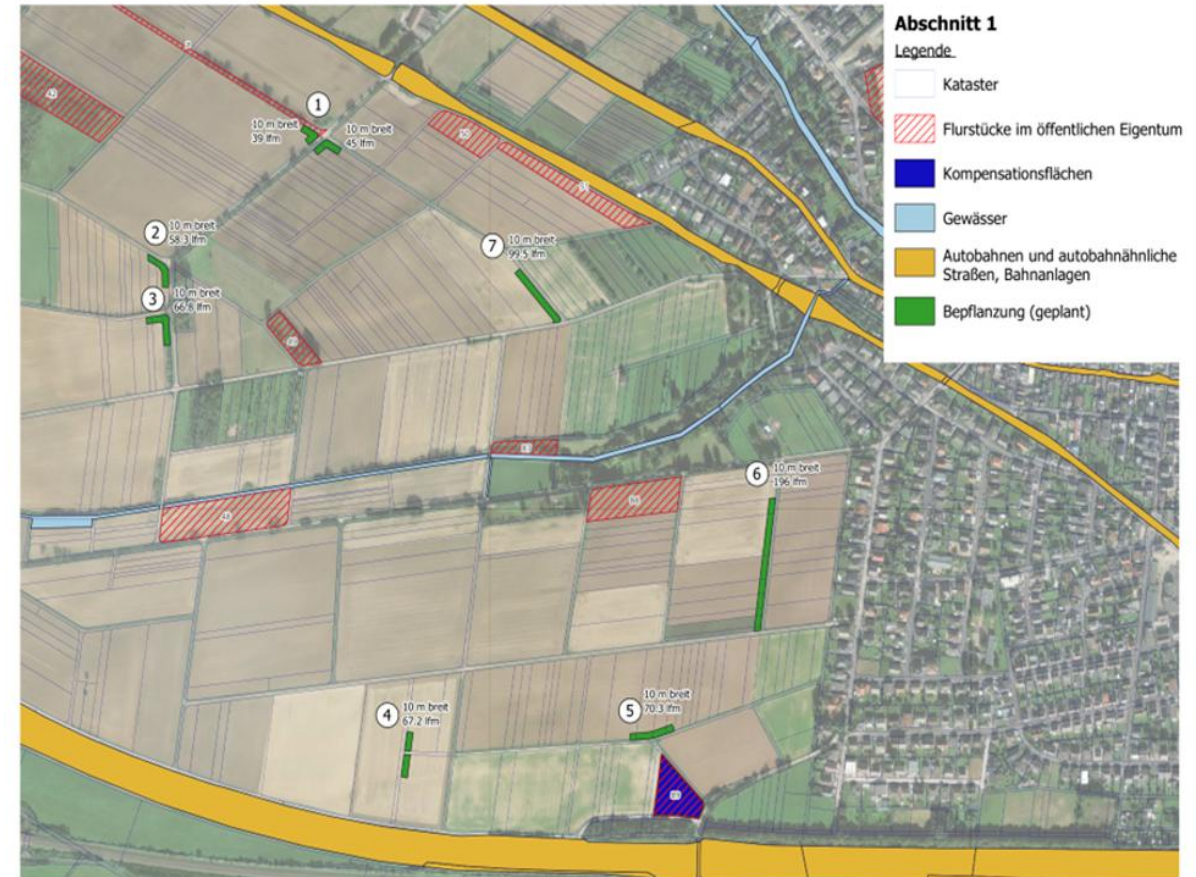 Abschnitt 1
Legende
Kataster
Flurstücke im öffentlichen Eigentum
Kompensationsflächen
Gewässer
Autobahnen und autobahnähnliche
Straßen, Bahnanlagen
Bepflanzung (geplant)
1
10 m breit
39 lfm
10 m breit
45 lfm
42
2
10 m breit
58.3 lfm
3
10 m breit
66.8 lfm
7
10 m breit
99.5 lfm
6
10 m breit
196 lfm
48
4
10 m breit
67.2 lfm
5
10 m breit
70.3 lfm